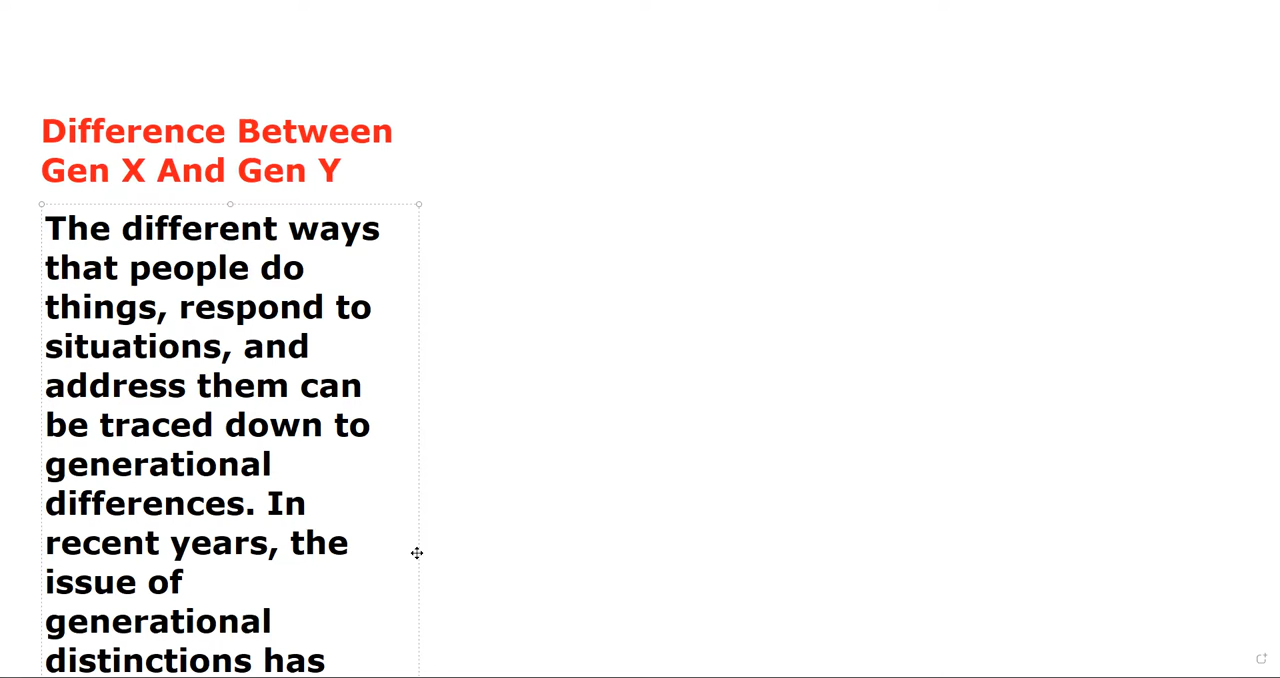 Difference Between
Gen X And Gen Y
The different ways
that people do
things, respond to
situations, and
address them can
be traced down to
generational
differences. In
recent years, the
issue of
generational
distinctions has